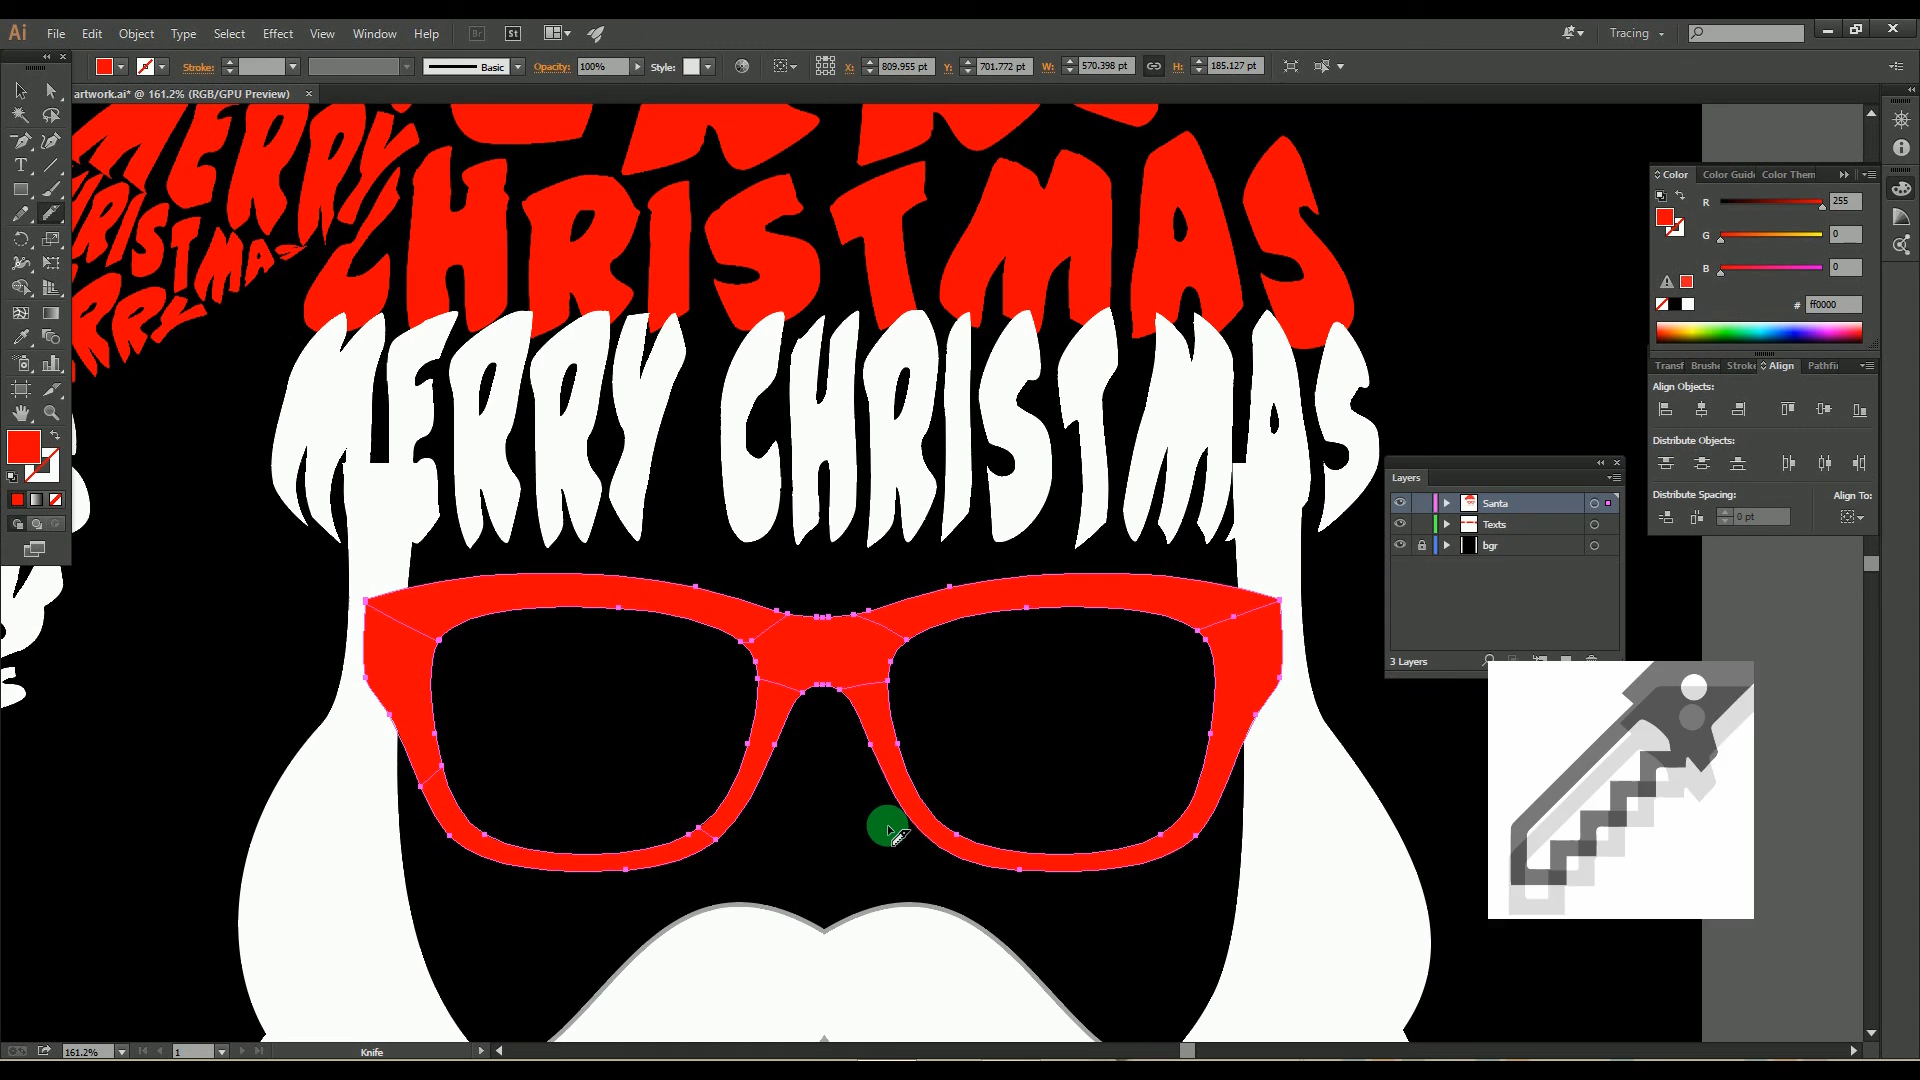 Ai File Edit Object Type Select Effect View Window Help Br St Tracing
Stroke: Basic Opacity: 100% Style: X: 809.955 pt Y: 701.772 pt W: 570.398 pt H: 185.127 pt
artwork.ai* @ 161.2% (RGB/GPU Preview)
MERRY
CHRISTMAS
CHRISTMAS
MERRY CHRISTMAS
Color Color Guide Color Them
R 255
G 0
B 0
# ff0000
Transf Brushe Stroke Align Pathfi
Align Objects:
Distribute Objects:
Distribute Spacing: Align To:
0 pt
Layers
Santa
Texts
bgr
3 Layers
161.2% 1 Knife